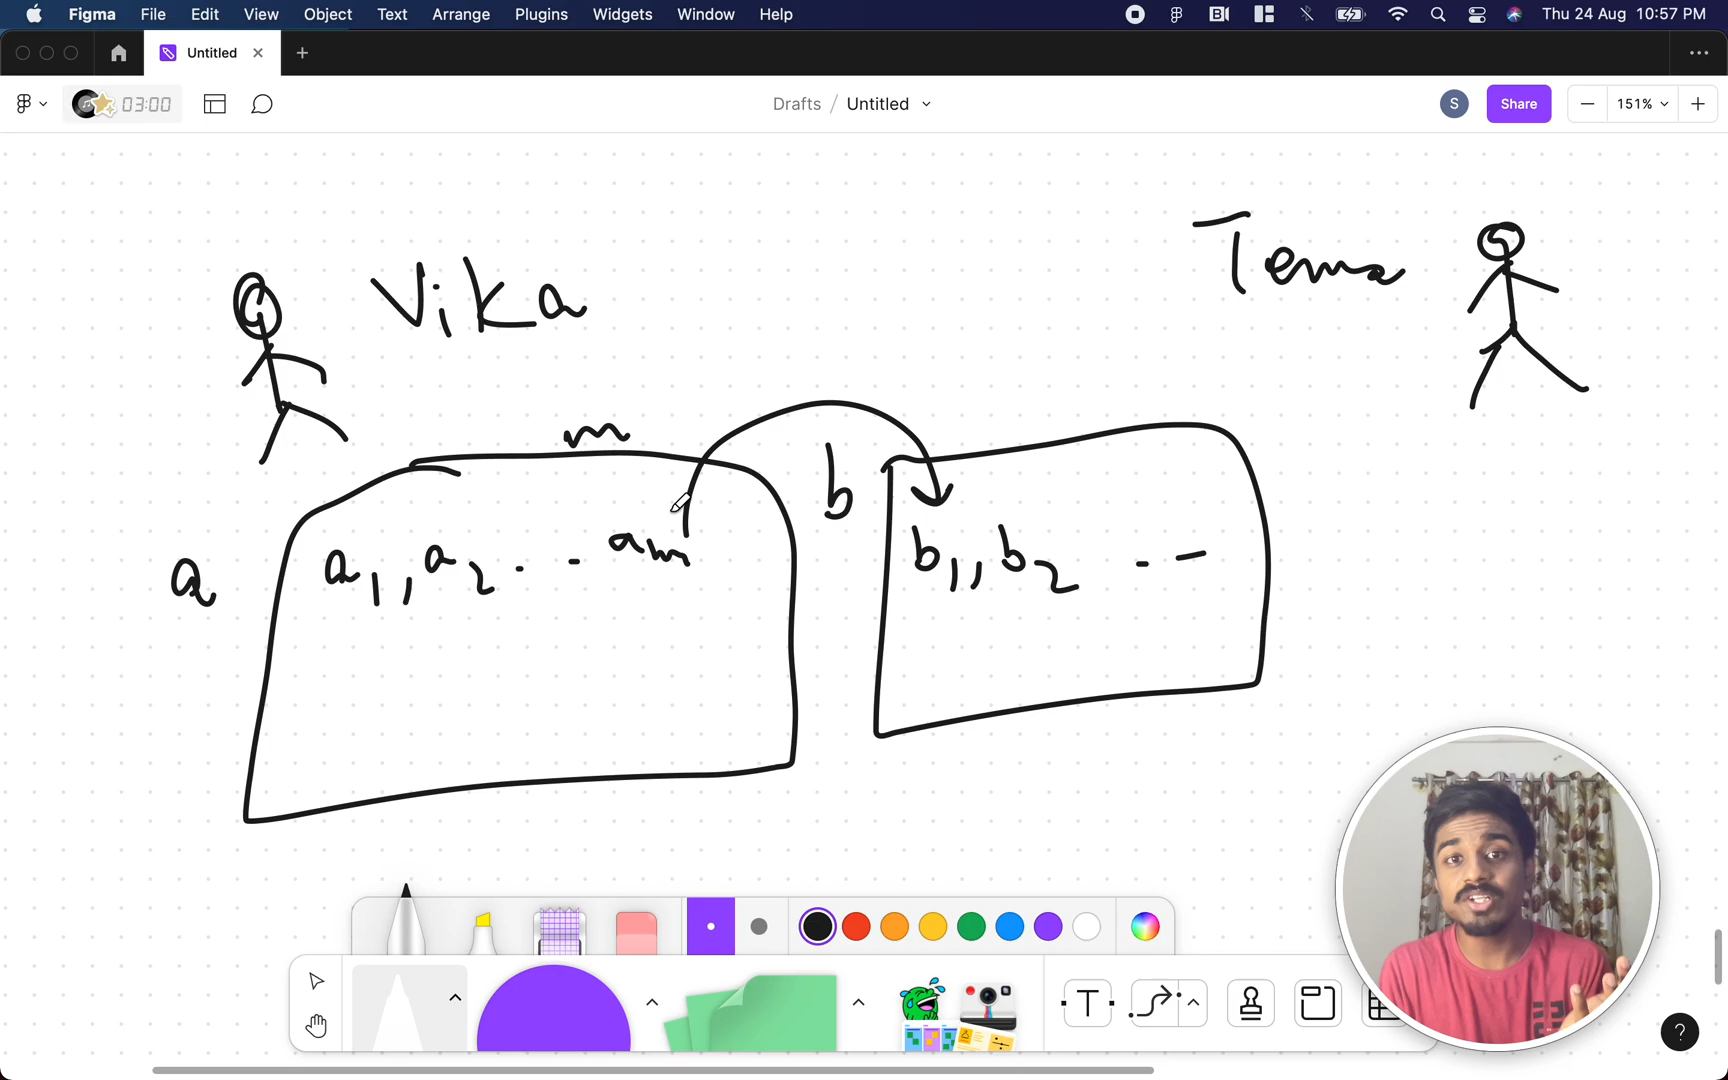 Figma File Edit View Object Text Arrange Plugins Widgets Window Help Thu 24 Aug 10:57 PM
Untitled
03:00 Drafts / Untitled S Share 151%
Vika
Tema
m
b
a
a1, a2 . . am
b1, b2 . -
T
?